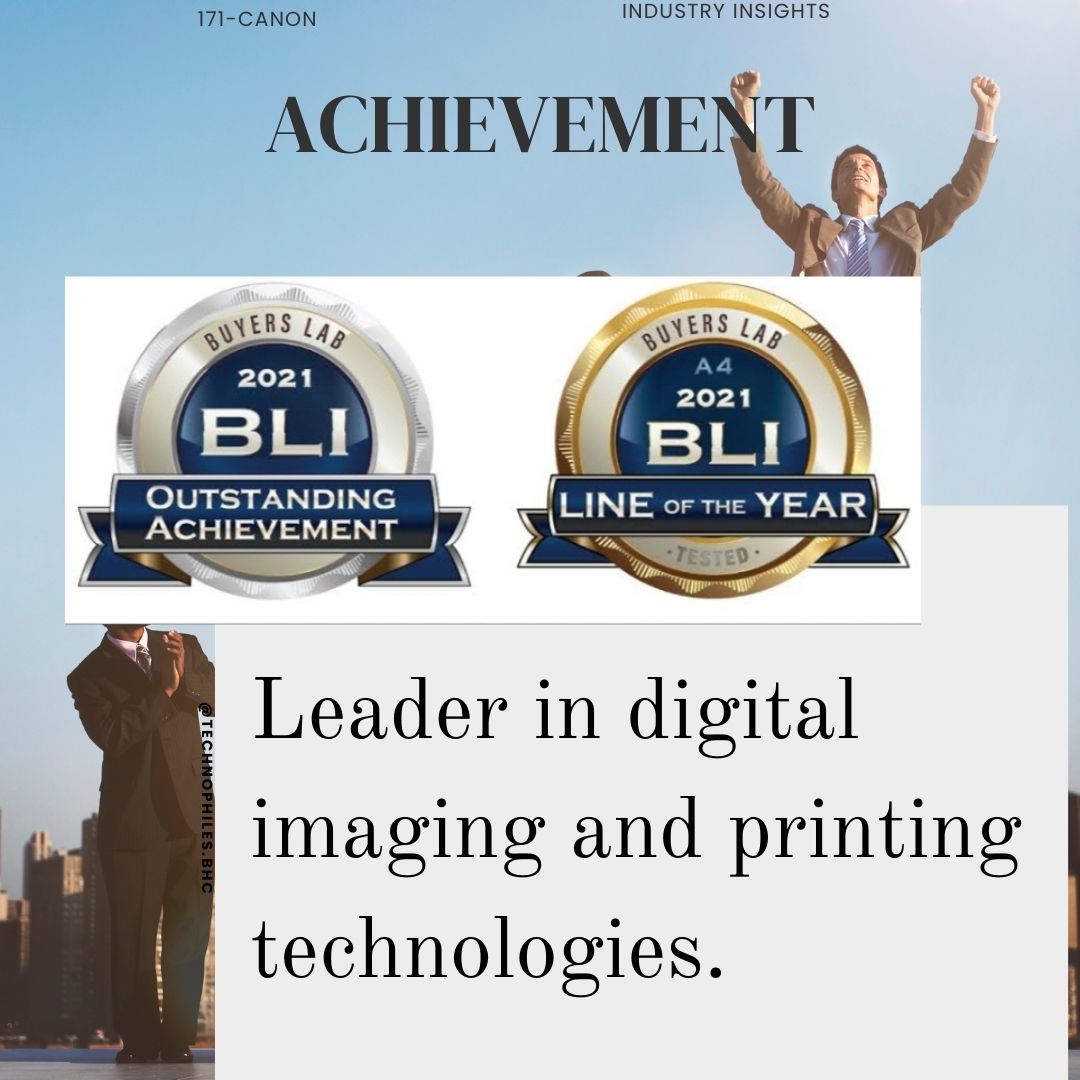 171-CANON
INDUSTRY INSIGHTS
ACHIEVEMENT
BUYERS LAB
2021
BLI
OUTSTANDING
ACHIEVEMENT
BUYERS LAB
A4
2021
BLI
LINE OF THE YEAR
· TESTED ·
Leader in digital
imaging and printing
technologies.
@TECHNOPHILES.BHC